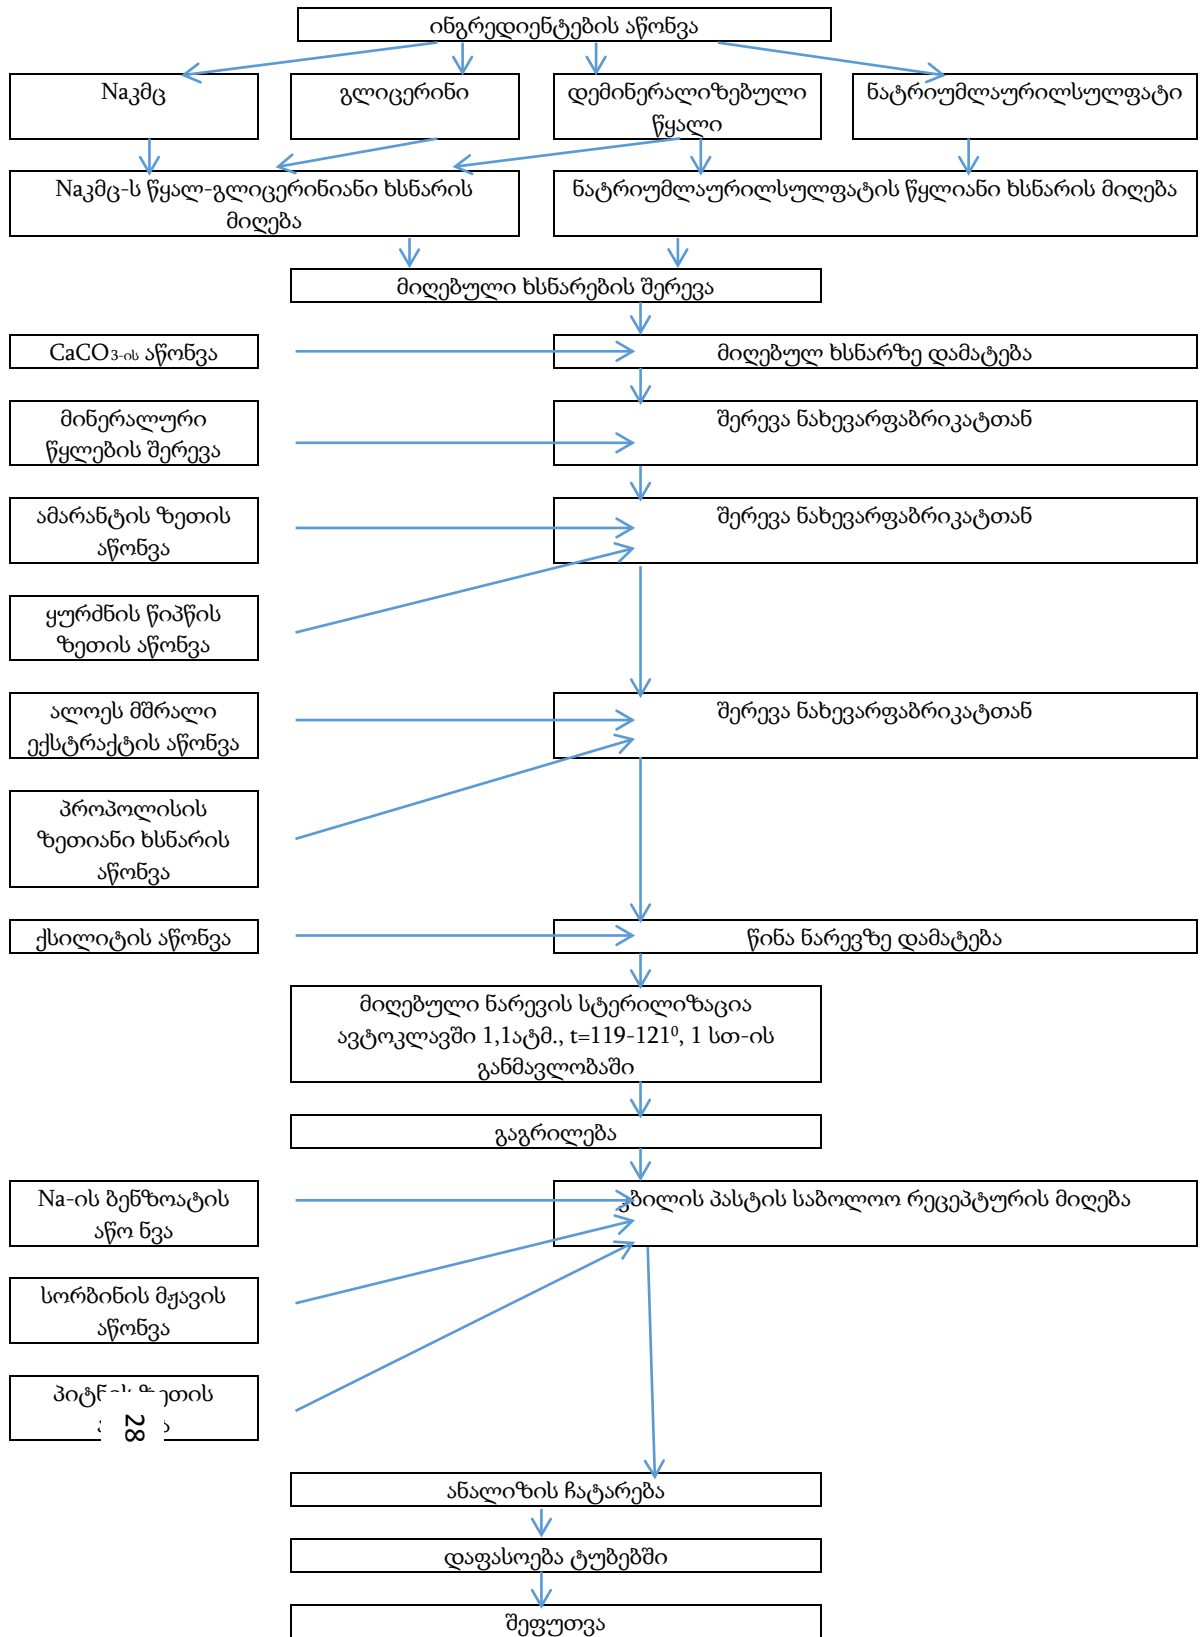 ინგრედიენტების აწონვა
Naკმც
გლიცერინი
დემინერალიზებული
წყალი
ნატრიუმლაურილსულფატი
Naკმც-ს წყალ-გლიცერინიანი ხსნარის
მიღება
ნატრიუმლაურილსულფატის წყლიანი ხსნარის მიღება
მიღებული ხსნარების შერევა
CaCO3-ის აწონვა
მიღებულ ხსნარზე დამატება
მინერალური
წყლების შერევა
შერევა ნახევარფაბრიკატთან
ამარანტის ზეთის
აწონვა
შერევა ნახევარფაბრიკატთან
ყურძნის წიპწის
ზეთის აწონვა
ალოეს მშრალი
ექსტრაქტის აწონვა
შერევა ნახევარფაბრიკატთან
პროპოლისის
ზეთიანი ხსნარის
აწონვა
ქსილიტის აწონვა
წინა ნარევზე დამატება
მიღებული ნარევის სტერილიზაცია
ავტოკლავში 1,1ატმ., t=119-121⁰, 1 სთ-ის
განმავლობაში
გაგრილება
Na-ის ბენზოატის
აწო ნვა
კბილის პასტის საბოლოო რეცეპტურის მიღება
სორბინის მჟავის
აწონვა
პიტნის ზეთის
28
ანალიზის ჩატარება
დაფასოება ტუბებში
შეფუთვა